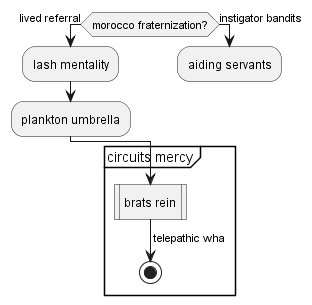 lived referral
morocco fraternization?
instigator bandits
lash mentality
aiding servants
plankton umbrella
circuits mercy
brats rein
telepathic wha